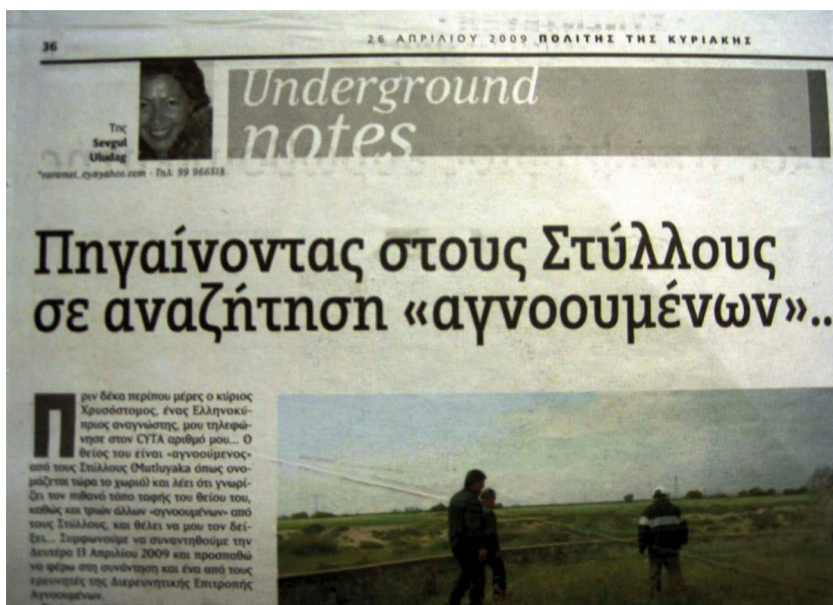 36
26 ΑΠΡΙΛΙΟΥ 2009 ΠΟΛΙΤΗΣ ΤΗΣ ΚΥΡΙΑΚΗΣ
Της
Sevgul
Uludag
Underground
notes
Τηλ. 99 966518
Πηγαίνοντας στους Στύλλους
σε αναζήτηση «αγνοουμένων»..
Πριν δέκα περίπου μέρες ο κύριος
Χρυσόστομος, ένας Ελληνοκύ-
πριος αναγνώστης, μου τηλεφώ-
νησε στον CYTA αριθμό μου... Ο
θείος του είναι «αγνοούμενος»
από τους Στύλλους (Mutluyaka όπως ονο-
μάζεται τώρα το χωριό) και λέει ότι γνωρί-
ζει τον πιθανό τόπο ταφής του θείου του,
καθώς και τριών άλλων «αγνοουμένων» από
τους Στύλλους, και θέλει να μου τον δεί-
ξει... Συμφωνούμε να συναντηθούμε την
Δευτέρα 13 Απριλίου 2009 και προσπαθώ
να φέρω στη συνάντηση και ένα από τους
ερευνητές της Διερευνητικής Επιτροπής
Αγνοουμένων.